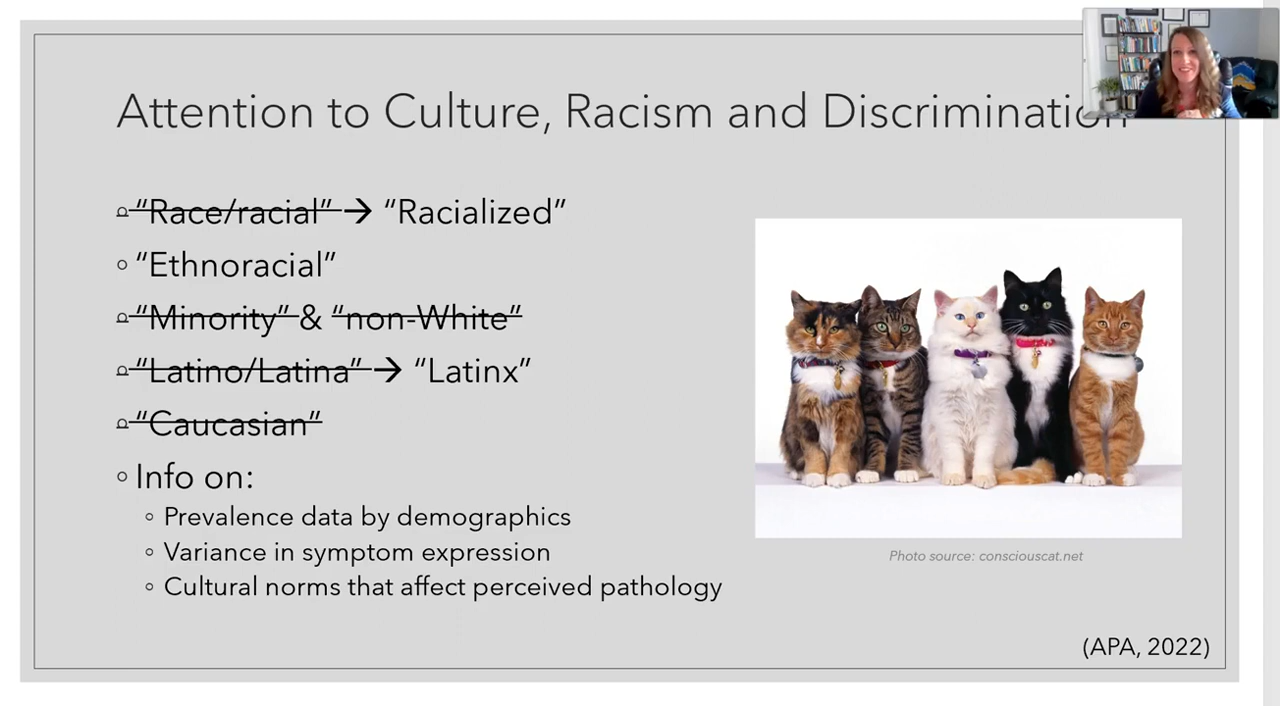 Attention to Culture, Racism and Discrimination
"Race/racial" → "Racialized"
"Ethnoracial"
"Minority" & "non-White"
"Latino/Latina" → "Latinx"
"Caucasian"
Info on:
Prevalence data by demographics
Variance in symptom expression
Cultural norms that affect perceived pathology
Photo source: consciouscat.net
(APA, 2022)